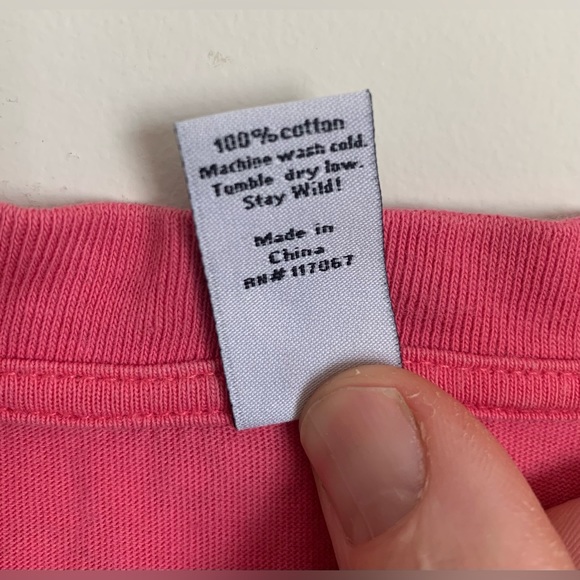 100% cotton
Machine wash cold.
Tumble dry low.
Stay Wild!
Made in
China
RN# 117067